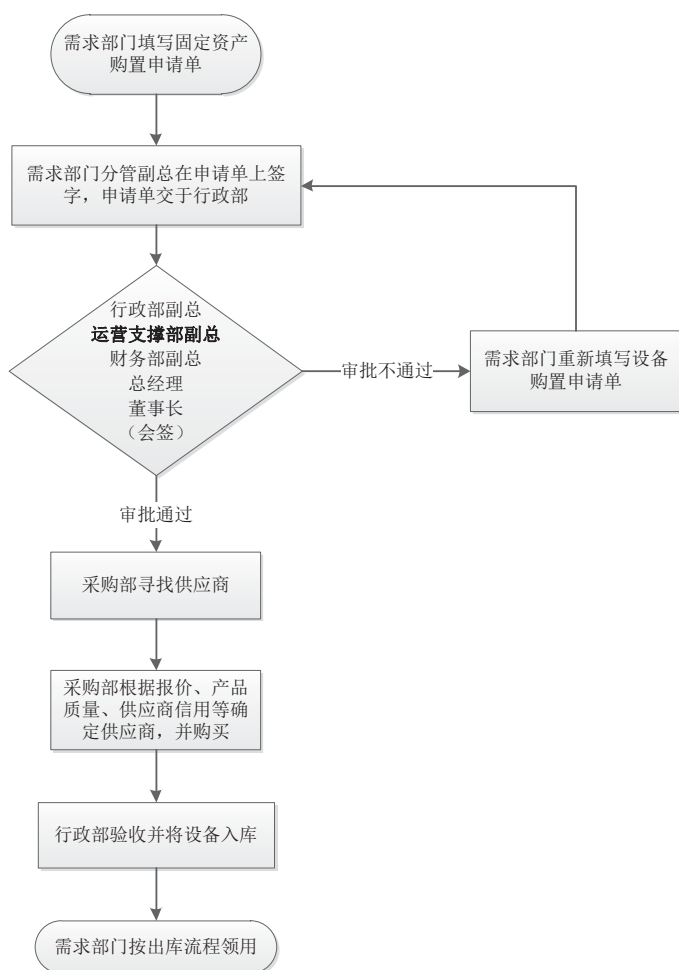 需求部门填写固定资产
购置申请单
需求部门分管副总在申请单上签
字，申请单交于行政部
行政部副总
运营支撑部副总
财务部副总
总经理
董事长
（会签）
审批不通过
需求部门重新填写设备
购置申请单
审批通过
采购部寻找供应商
采购部根据报价、产品
质量、供应商信用等确
定供应商，并购买
行政部验收并将设备入库
需求部门按出库流程领用